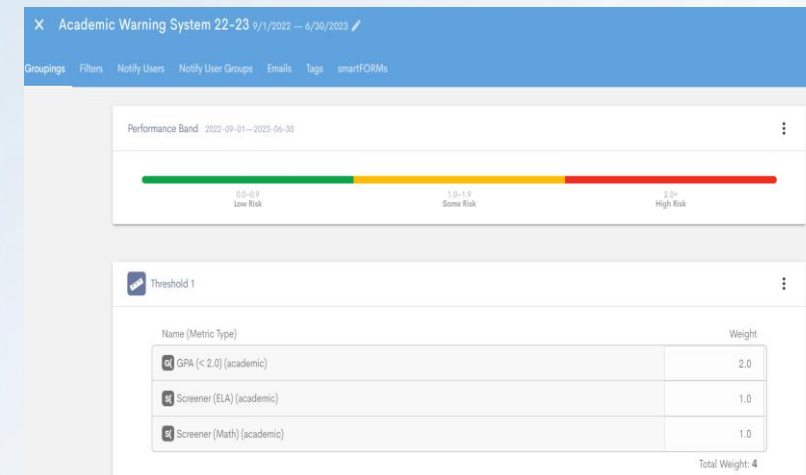 X Academic Warning System 22-23 9/1/2022 — 6/30/2023
Groupings Filters Notify Users Notify User Groups Emails Tags smartFORMs
Performance Band 2022-09-01—2023-06-30
0.0-0.9 1.0-1.9 2.0+
Low Risk Some Risk High Risk
Threshold 1
Name (Metric Type) Weight
G( GPA (< 2.0) (academic) 2.0
S( Screener (ELA) (academic) 1.0
S( Screener (Math) (academic) 1.0
Total Weight: 4